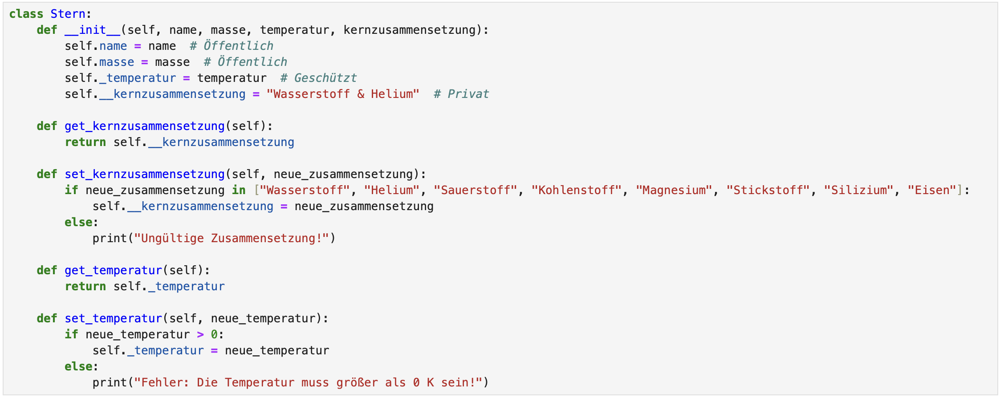 class Stern:
    def __init__(self, name, masse, temperatur, kernzusammensetzung):
        self.name = name  # Öffentlich
        self.masse = masse  # Öffentlich
        self._temperatur = temperatur  # Geschützt
        self.__kernzusammensetzung = "Wasserstoff & Helium"  # Privat

    def get_kernzusammensetzung(self):
        return self.__kernzusammensetzung

    def set_kernzusammensetzung(self, neue_zusammensetzung):
        if neue_zusammensetzung in ["Wasserstoff", "Helium", "Sauerstoff", "Kohlenstoff", "Magnesium", "Stickstoff", "Silizium", "Eisen"]:
            self.__kernzusammensetzung = neue_zusammensetzung
        else:
            print("Ungültige Zusammensetzung!")

    def get_temperatur(self):
        return self._temperatur

    def set_temperatur(self, neue_temperatur):
        if neue_temperatur > 0:
            self._temperatur = neue_temperatur
        else:
            print("Fehler: Die Temperatur muss größer als 0 K sein!")